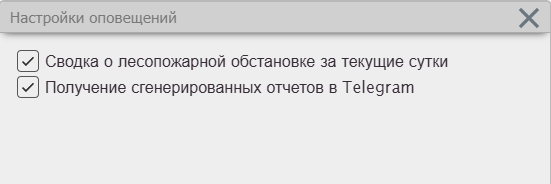 Настройки оповещений
Сводка о лесопожарной обстановке за текущие сутки
Получение сгенерированных отчетов в Telegram